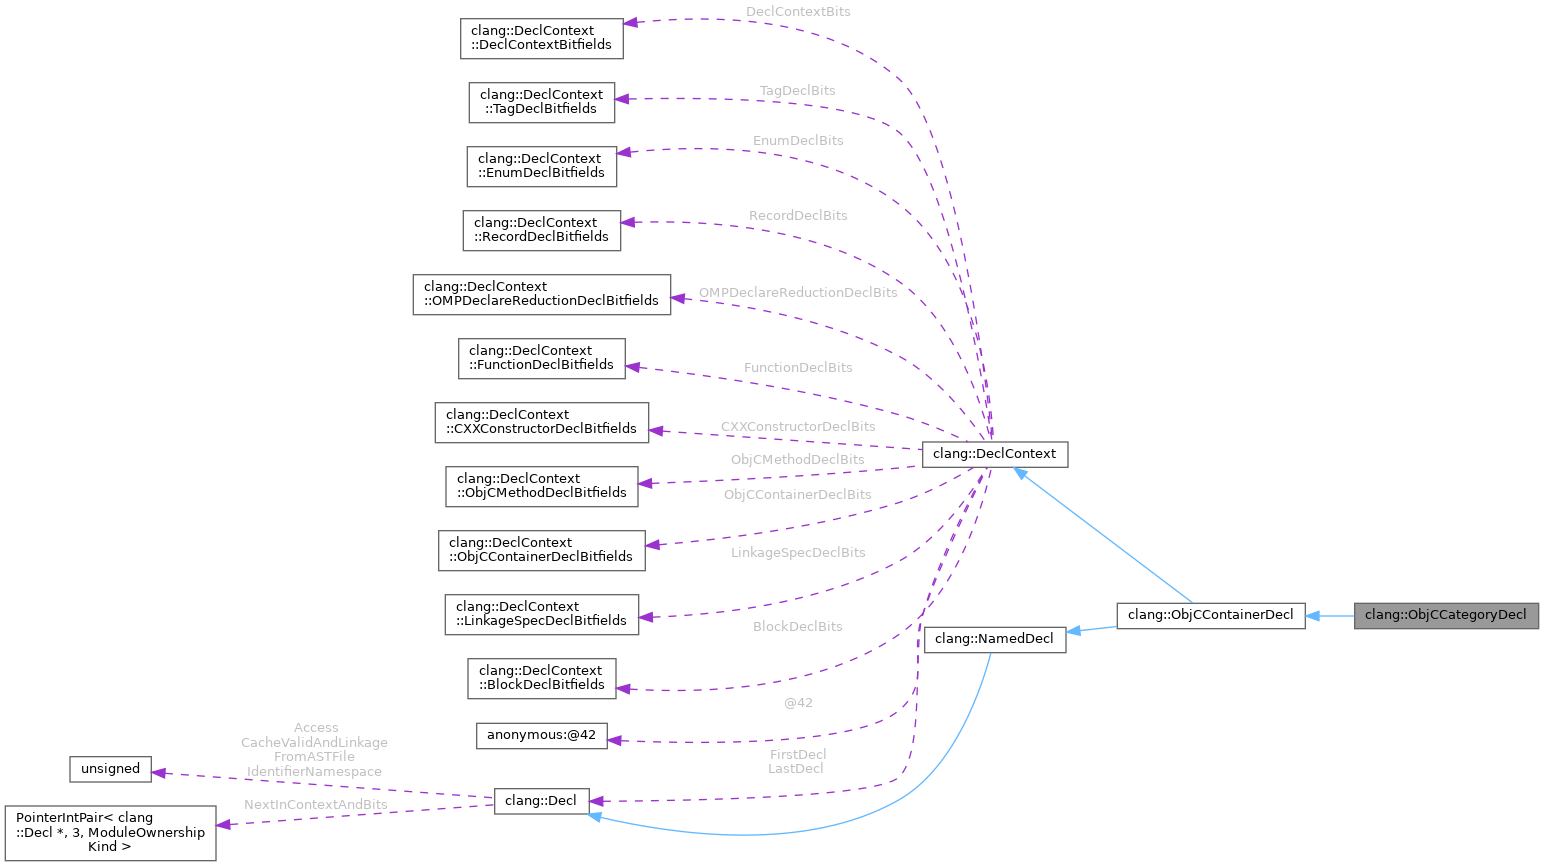 DeclContextBits
clang::DeclContext
::DeclContextBitfields
TagDeclBits
clang::DeclContext
::TagDeclBitfields
EnumDeclBits
clang::DeclContext
::EnumDeclBitfields
RecordDeclBits
clang::DeclContext
::RecordDeclBitfields
OMPDeclareReductionDeclBits
clang::DeclContext
::OMPDeclareReductionDeclBitfields
FunctionDeclBits
clang::DeclContext
::FunctionDeclBitfields
CXXConstructorDeclBits
clang::DeclContext
::CXXConstructorDeclBitfields
clang::DeclContext
ObjCMethodDeclBits
clang::DeclContext
::ObjCMethodDeclBitfields
ObjCContainerDeclBits
clang::DeclContext
::ObjCContainerDeclBitfields
LinkageSpecDeclBits
clang::DeclContext
::LinkageSpecDeclBitfields
clang::ObjCContainerDecl
clang::ObjCCategoryDecl
BlockDeclBits
clang::NamedDecl
clang::DeclContext
::BlockDeclBitfields
@42
anonymous:@42
Access
CacheValidAndLinkage
FromASTFile
IdentifierNamespace
FirstDecl
LastDecl
unsigned
clang::Decl
NextInContextAndBits
PointerIntPair< clang
::Decl *, 3, ModuleOwnership
Kind >